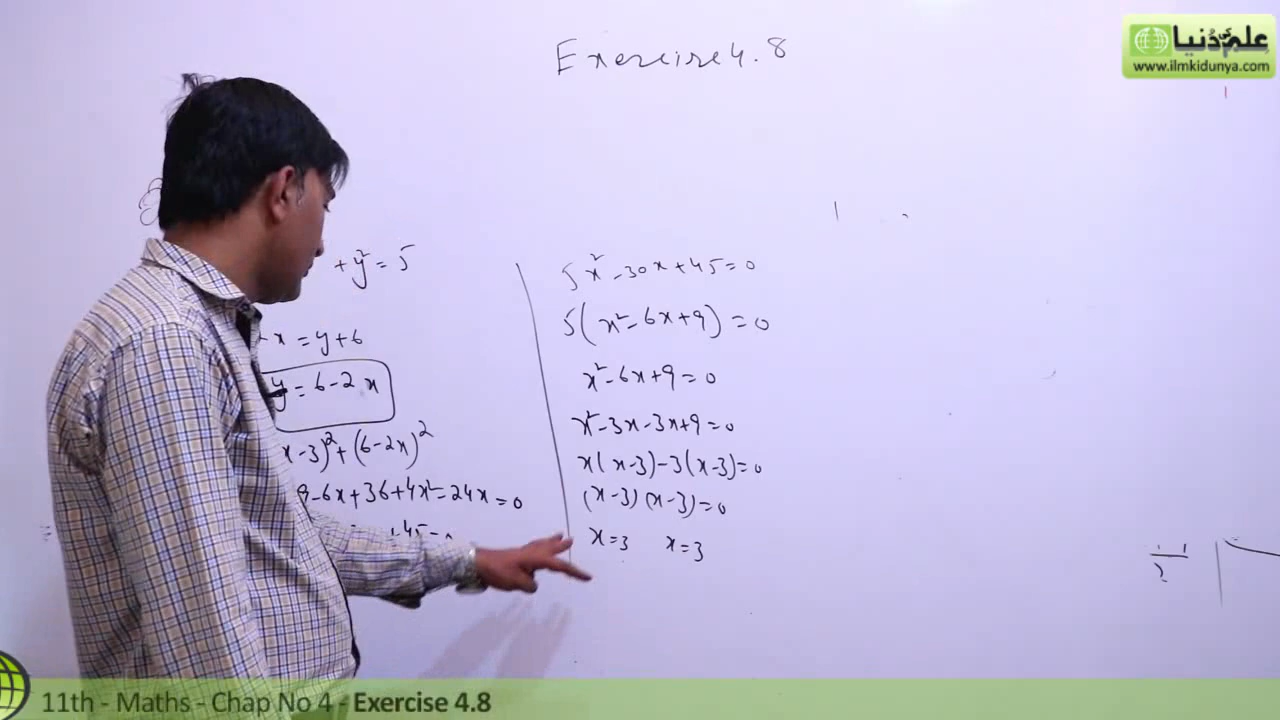 Exercise 4.8
علم کی دُنیا
www.ilmkidunya.com
+ y² = 5
x = y + 6
y = 6 - 2x
x - 3)² + (6 - 2x)²
9 - 6x + 36 + 4x² - 24x = 0
+ 45 =
5x² - 30x + 45 = 0
5(x² - 6x + 9) = 0
x² - 6x + 9 = 0
x² - 3x - 3x + 9 = 0
x(x - 3) - 3(x - 3) = 0
(x - 3)(x - 3) = 0
x = 3 x = 3
2
11th - Maths - Chap No 4 - Exercise 4.8